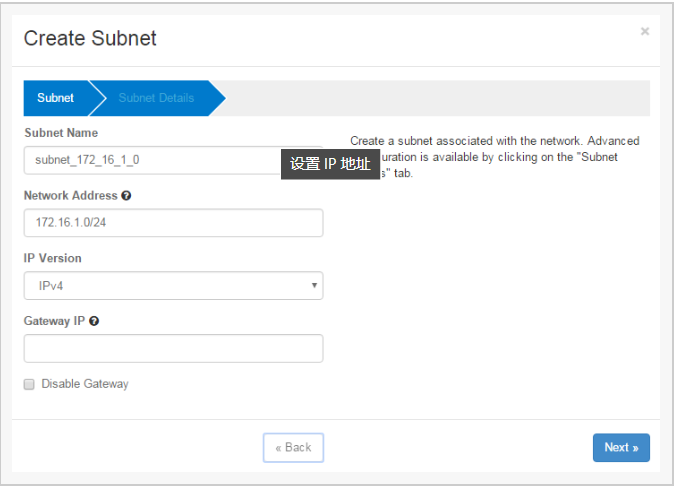 Create Subnet
×
Subnet
Subnet Details
Subnet Name
subnet_172_16_1_0
Network Address
172.16.1.0/24
IP Version
IPv4
Gateway IP
Disable Gateway
Create a subnet associated with the network. Advanced
uration is available by clicking on the "Subnet
s" tab.
设置 IP 地址
« Back
Next »